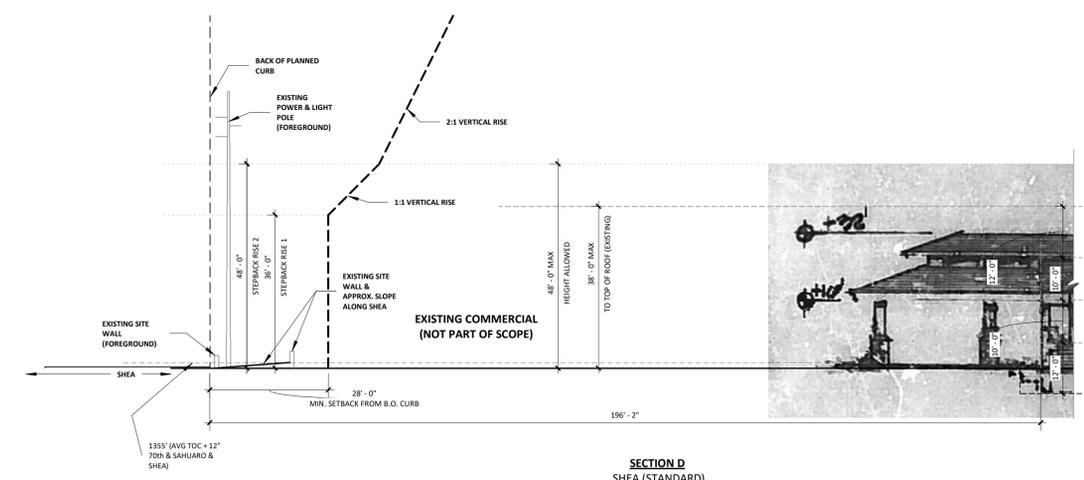 BACK OF PLANNED
CURB
EXISTING
POWER & LIGHT
POLE
(FOREGROUND)
2:1 VERTICAL RISE
1:1 VERTICAL RISE
48' - 0"
STEPBACK RISE 2
36' - 0"
STEPBACK RISE 1
48' - 0" MAX
HEIGHT ALLOWED
38' - 0" MAX
TO TOP OF ROOF (EXISTING)
EXISTING SITE
WALL &
APPROX. SLOPE
ALONG SHEA
EXISTING COMMERCIAL
(NOT PART OF SCOPE)
EXISTING SITE
WALL
(FOREGROUND)
SHEA
28' - 0"
MIN. SETBACK FROM B.O. CURB
196' - 2"
1355' (AVG TOC + 12"
70th & SAHUARO &
SHEA)
12' - 0"
10' - 0"
10' - 0"
12' - 0"
SECTION D
SHEA (STANDARD)